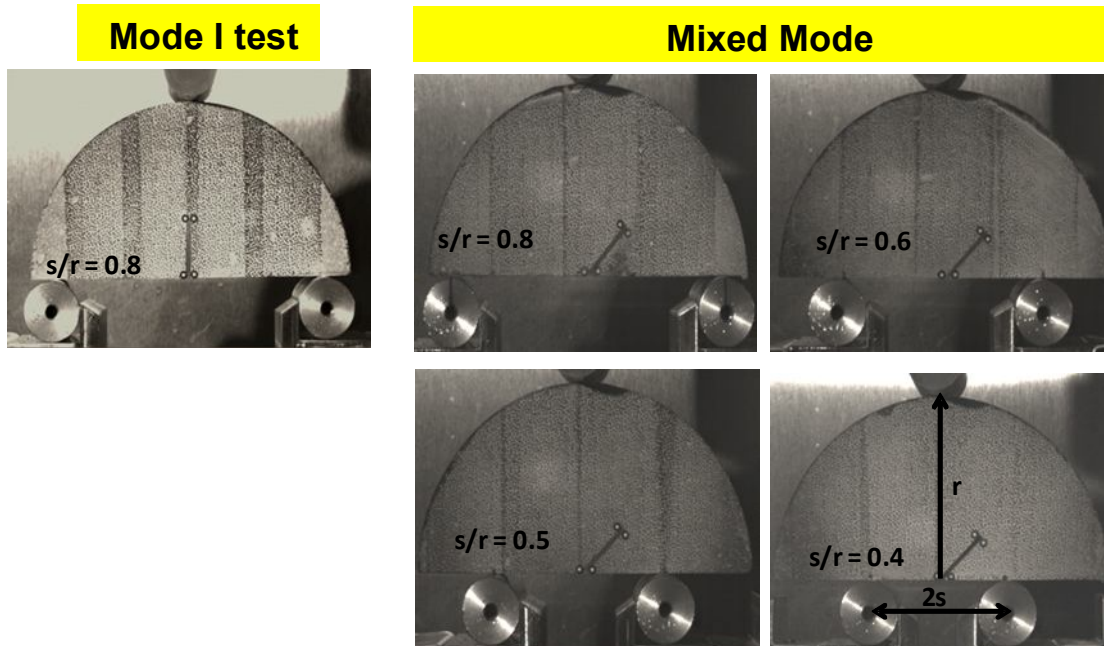 Mode I test
Mixed Mode
s/r = 0.8
s/r = 0.8
s/r = 0.6
s/r = 0.5
s/r = 0.4
r
2s